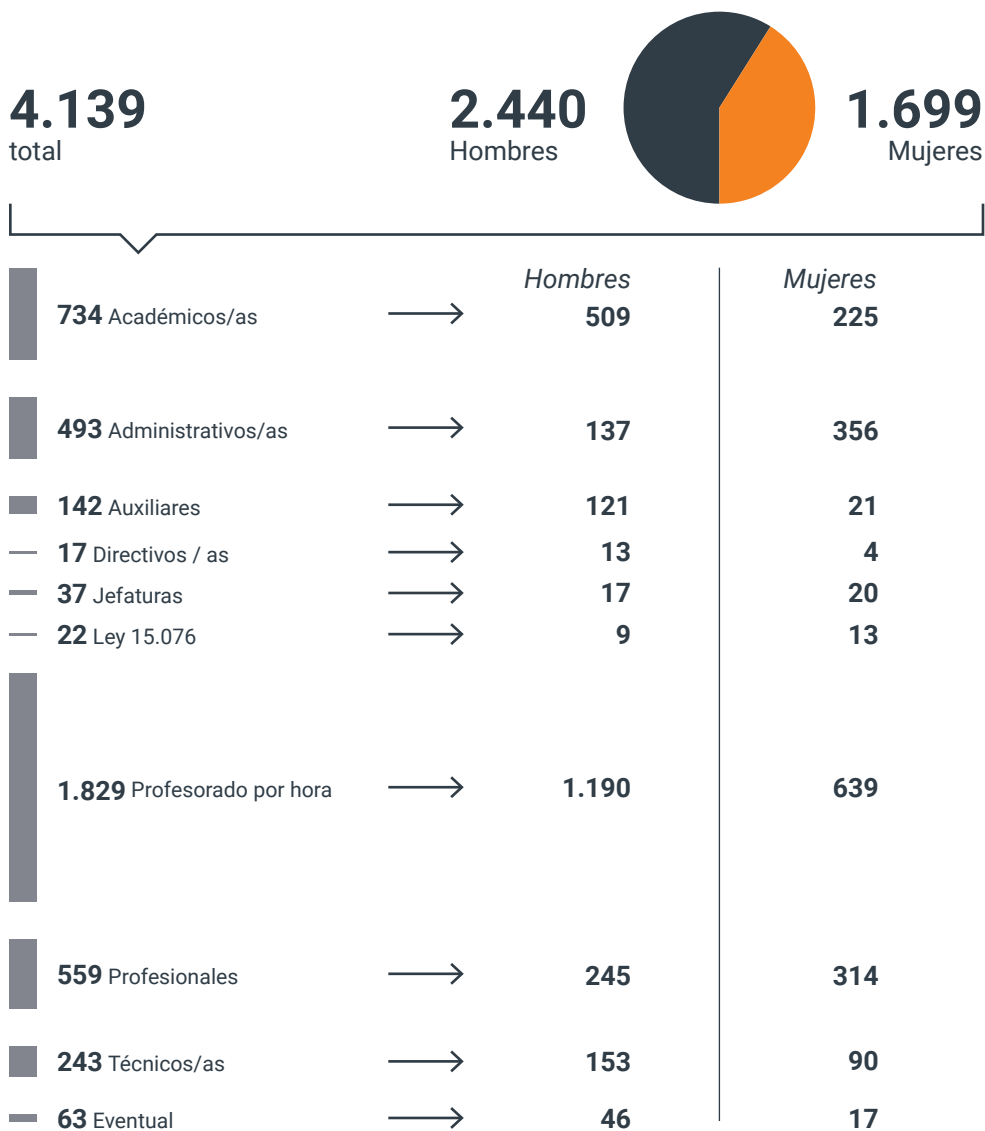 4.139
total
2.440
Hombres
1.699
Mujeres
Hombres Mujeres
734 Académicos/as 509 225
493 Administrativos/as 137 356
142 Auxiliares 121 21
17 Directivos / as 13 4
37 Jefaturas 17 20
22 Ley 15.076 9 13
1.829 Profesorado por hora 1.190 639
559 Profesionales 245 314
243 Técnicos/as 153 90
63 Eventual 46 17